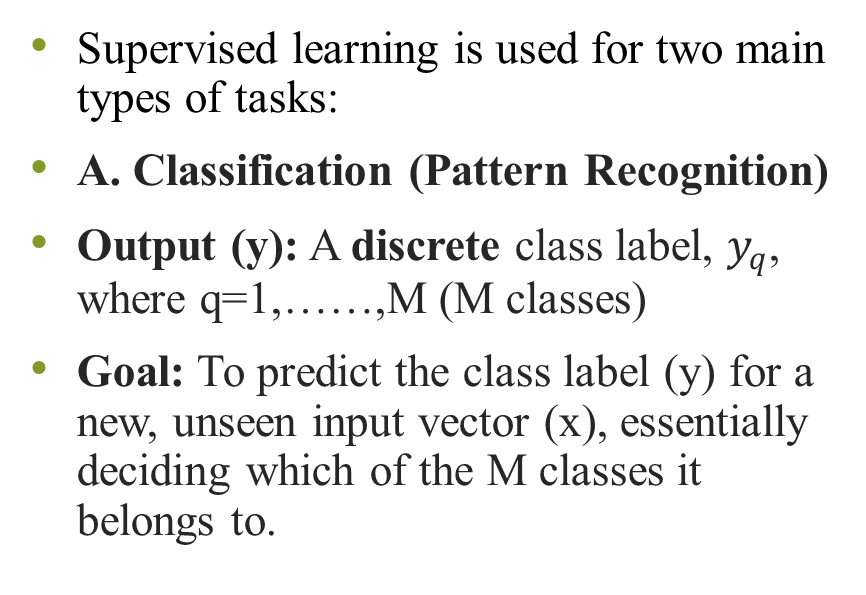 • Supervised learning is used for two main
types of tasks:
• A. Classification (Pattern Recognition)
• Output (y): A discrete class label, y_q,
where q=1,……,M (M classes)
• Goal: To predict the class label (y) for a
new, unseen input vector (x), essentially
deciding which of the M classes it
belongs to.